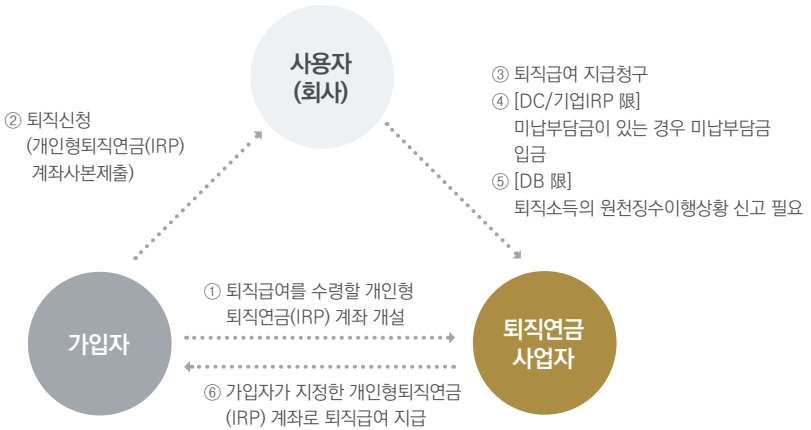 사용자
(회사)
② 퇴직신청
(개인형퇴직연금(IRP)
계좌사본제출)
③ 퇴직급여 지급청구
④ [DC/기업IRP 限]
미납부담금이 있는 경우 미납부담금
입금
⑤ [DB 限]
퇴직소득의 원천징수이행상황 신고 필요
가입자
① 퇴직급여를 수령할 개인형
퇴직연금(IRP) 계좌 개설
퇴직연금
사업자
⑥ 가입자가 지정한 개인형퇴직연금
(IRP) 계좌로 퇴직급여 지급